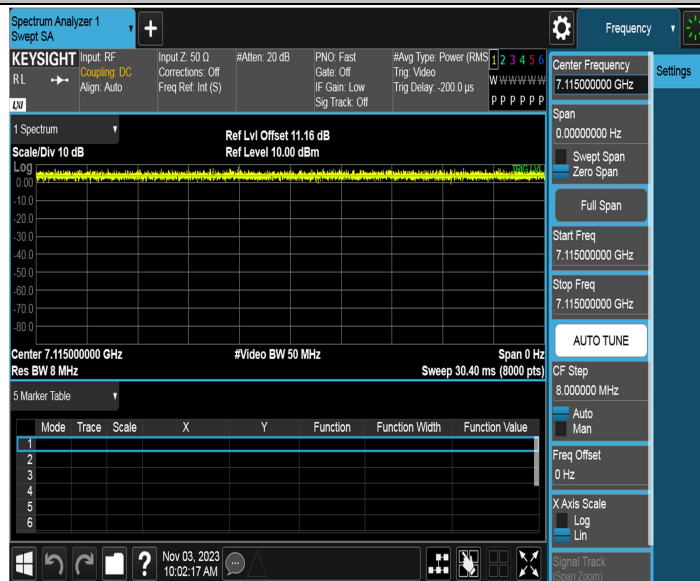 Spectrum Analyzer 1
Swept SA
Frequency
KEYSIGHT
RL
LXI
Input: RF
Coupling: DC
Align: Auto
Input Z: 50 Ω
Corrections: Off
Freq Ref: Int (S)
#Atten: 20 dB
PNO: Fast
Gate: Off
IF Gain: Low
Sig Track: Off
#Avg Type: Power (RMS
Trig: Video
Trig Delay: -200.0 µs
1 2 3 4 5 6
W W W W W W
P P P P P P
Center Frequency
7.115000000 GHz
Settings
Span
0.00000000 Hz
Swept Span
Zero Span
Full Span
Start Freq
7.115000000 GHz
Stop Freq
7.115000000 GHz
AUTO TUNE
CF Step
8.000000 MHz
Auto
Man
Freq Offset
0 Hz
X Axis Scale
Log
Lin
Signal Track
(Span Zoom)
1 Spectrum
Scale/Div 10 dB
Ref Lvl Offset 11.16 dB
Ref Level 10.00 dBm
Log
TRIG LVL
0.00
-10.0
-20.0
-30.0
-40.0
-50.0
-60.0
-70.0
-80.0
Center 7.115000000 GHz
#Video BW 50 MHz
Span 0 Hz
Res BW 8 MHz
Sweep 30.40 ms (8000 pts)
5 Marker Table
Mode Trace Scale X Y Function Function Width Function Value
1
2
3
4
5
6
?
Nov 03, 2023
10:02:17 AM